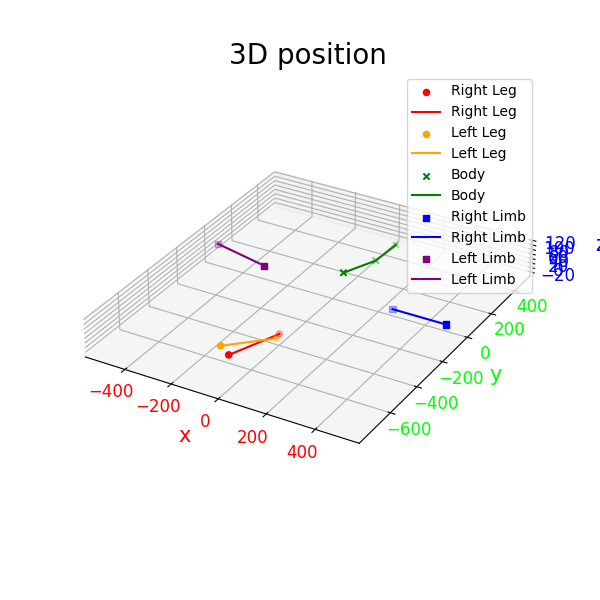 3D position
Right Leg
Right Leg
Left Leg
Left Leg
Body
Body
Right Limb
Right Limb
Left Limb
Left Limb
120
−20
z
400
200
0
−200
−400
−600
y
−400
−200
0
200
400
x